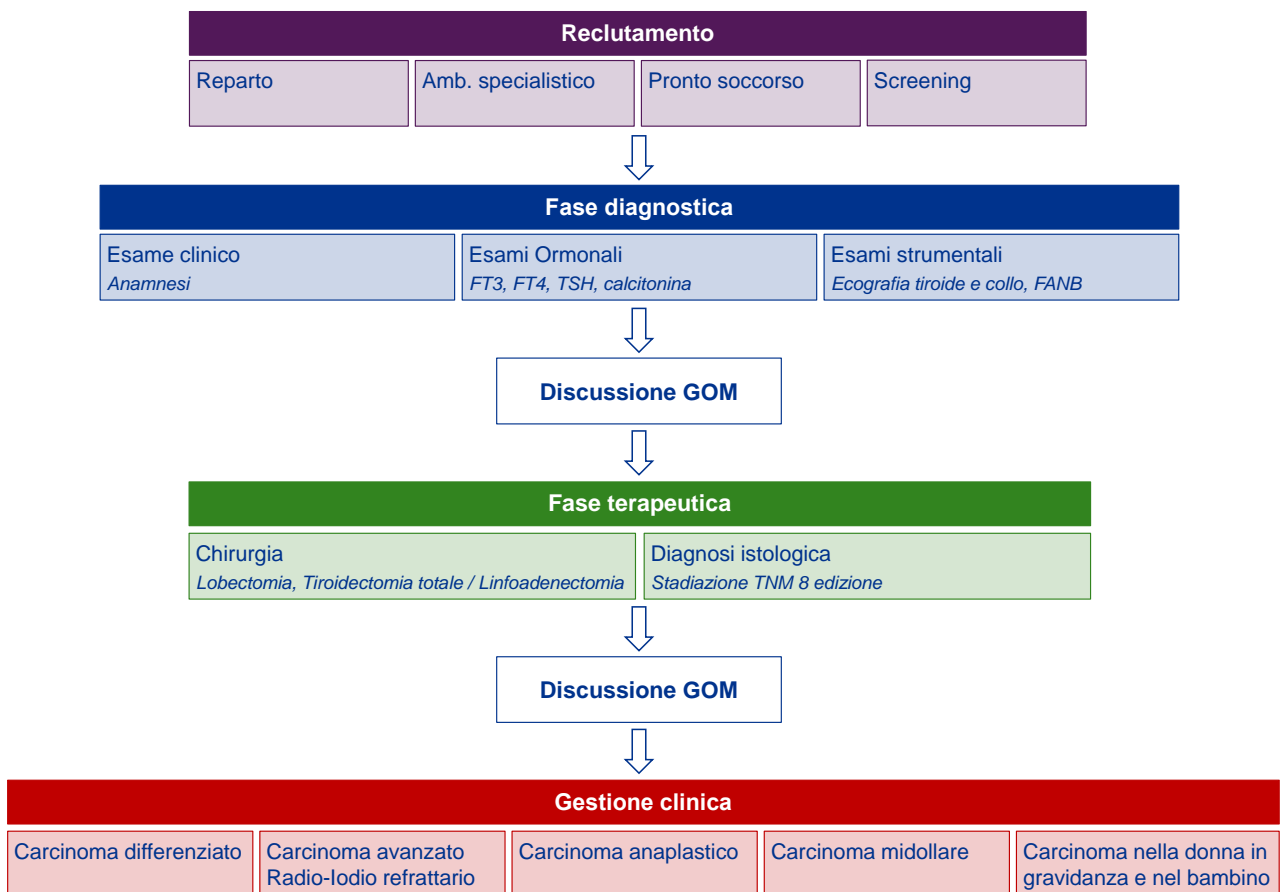 Reclutamento
Reparto
Amb. specialistico
Pronto soccorso
Screening
Fase diagnostica
Esame clinico
Anamnesi
Esami Ormonali
FT3, FT4, TSH, calcitonina
Esami strumentali
Ecografia tiroide e collo, FANB
Discussione GOM
Fase terapeutica
Chirurgia
Lobectomia, Tiroidectomia totale / Linfoadenectomia
Diagnosi istologica
Stadiazione TNM 8 edizione
Discussione GOM
Gestione clinica
Carcinoma differenziato
Carcinoma avanzato
Radio-Iodio refrattario
Carcinoma anaplastico
Carcinoma midollare
Carcinoma nella donna in
gravidanza e nel bambino